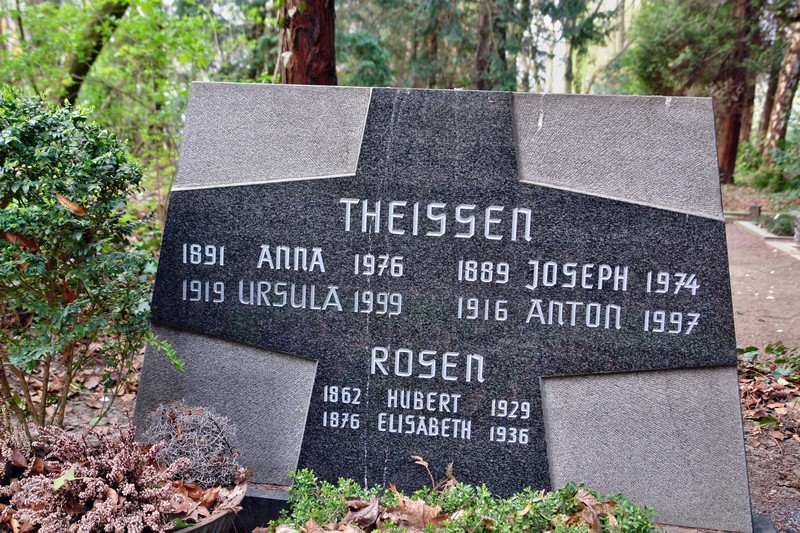 THEISSEN
1891 ANNA 1976 1889 JOSEPH 1974
1919 URSULA 1999 1916 ANTON 1997
ROSEN
1862 HUBERT 1929
1876 ELISABETH 1936